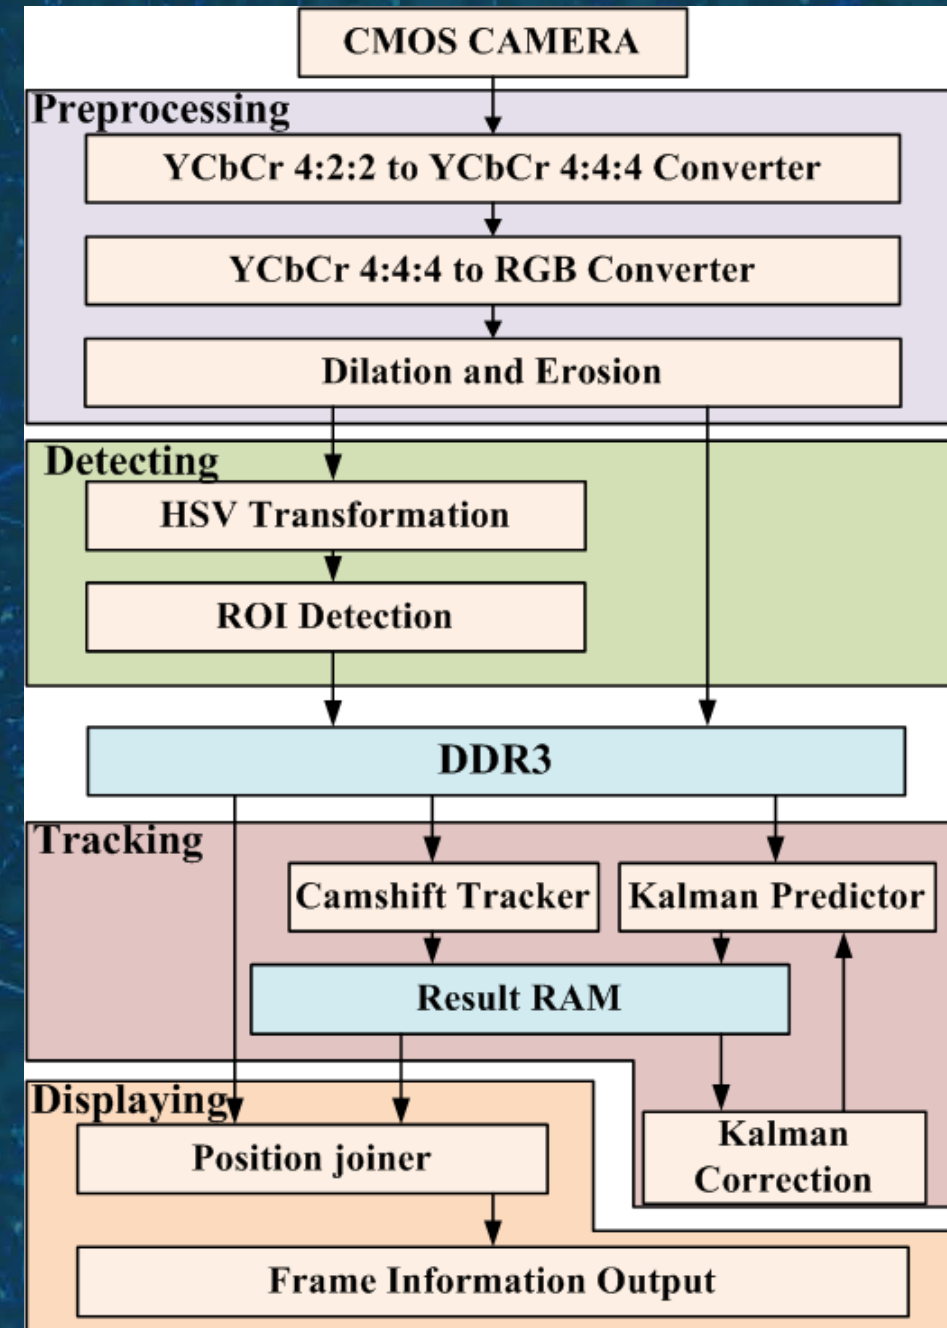 CMOS CAMERA
Preprocessing
YCbCr 4:2:2 to YCbCr 4:4:4 Converter
YCbCr 4:4:4 to RGB Converter
Dilation and Erosion
Detecting
HSV Transformation
ROI Detection
DDR3
Tracking
Camshift Tracker
Kalman Predictor
Result RAM
Displaying
Position joiner
Kalman
Correction
Frame Information Output